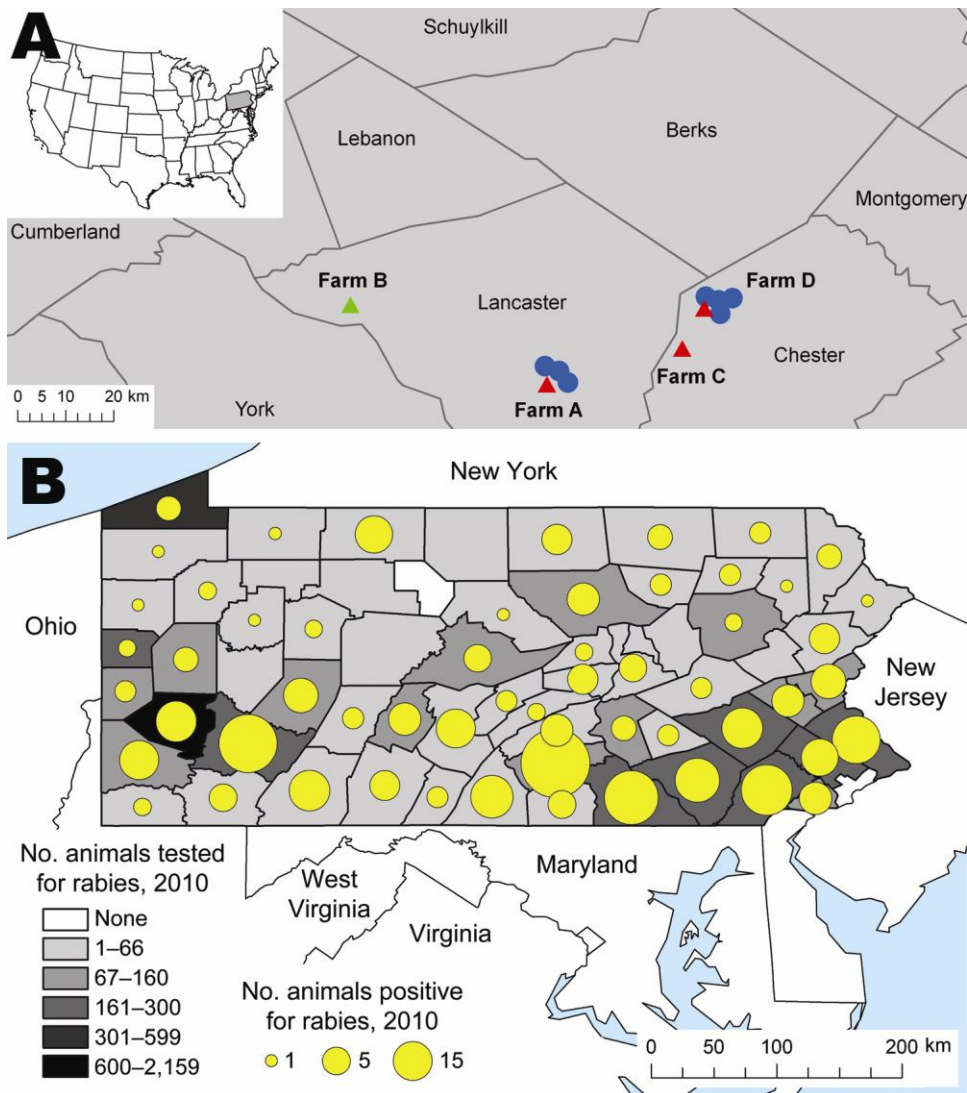 A
Schuylkill
Lebanon
Berks
Montgomery
Cumberland
Farm B
Lancaster
Farm D
Farm C
Chester
Farm A
York
0 5 10 20 km
B
New York
Ohio
New
Jersey
Maryland
West
Virginia
Virginia
No. animals tested
for rabies, 2010
None
1–66
67–160
161–300
301–599
600–2,159
No. animals positive
for rabies, 2010
1 5 15
0 50 100 200 km